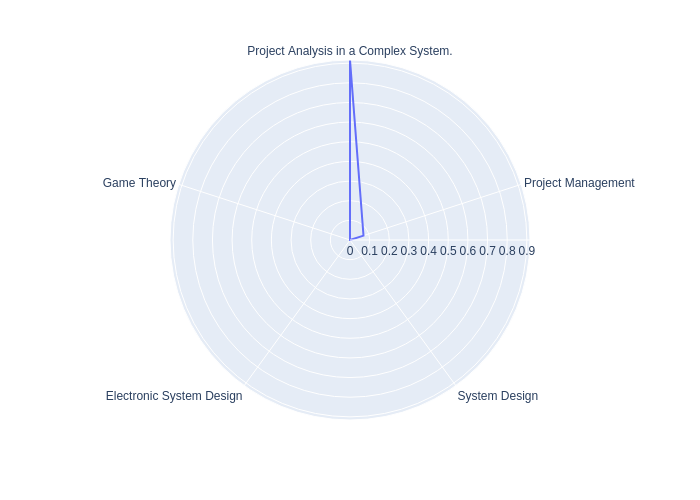 Project Analysis in a Complex System.
Game Theory
Project Management
0 0.1 0.2 0.3 0.4 0.5 0.6 0.7 0.8 0.9
Electronic System Design
System Design